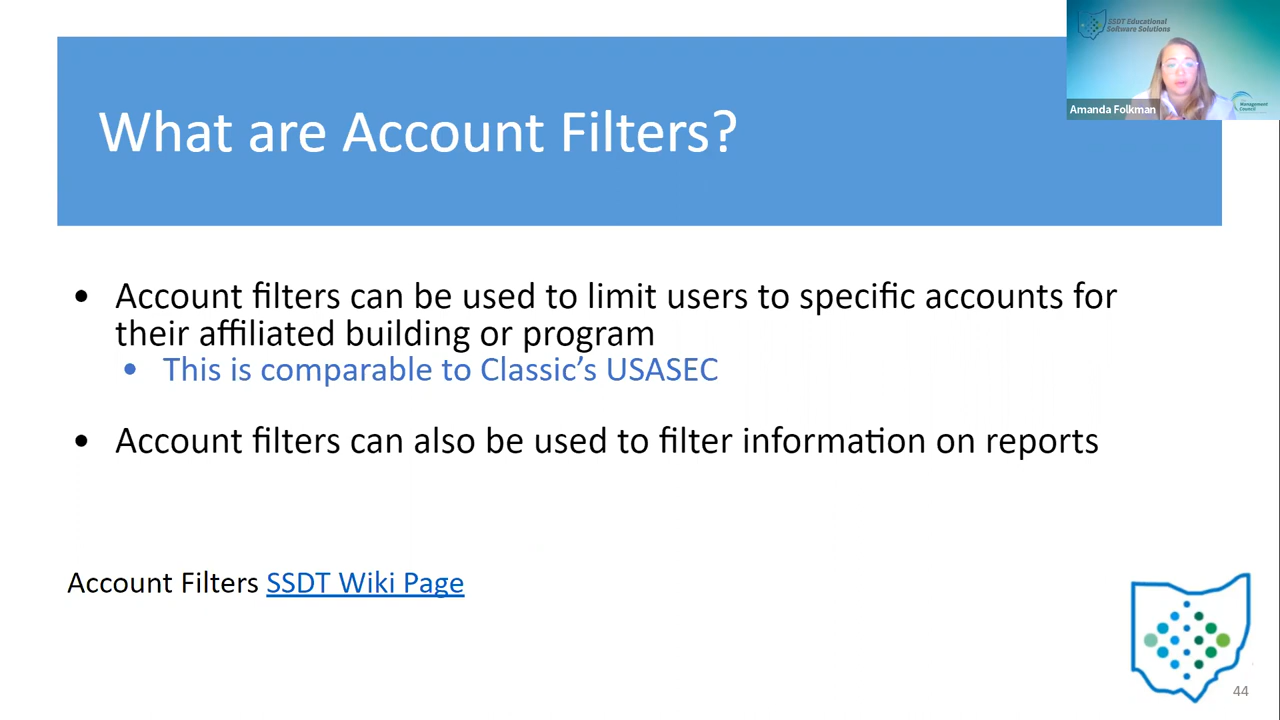 SSDT Educational
Software Solutions
Amanda Folkman
Management
Council
What are Account Filters?
• Account filters can be used to limit users to specific accounts for
their affiliated building or program
• This is comparable to Classic’s USASEC
• Account filters can also be used to filter information on reports
Account Filters SSDT Wiki Page
44